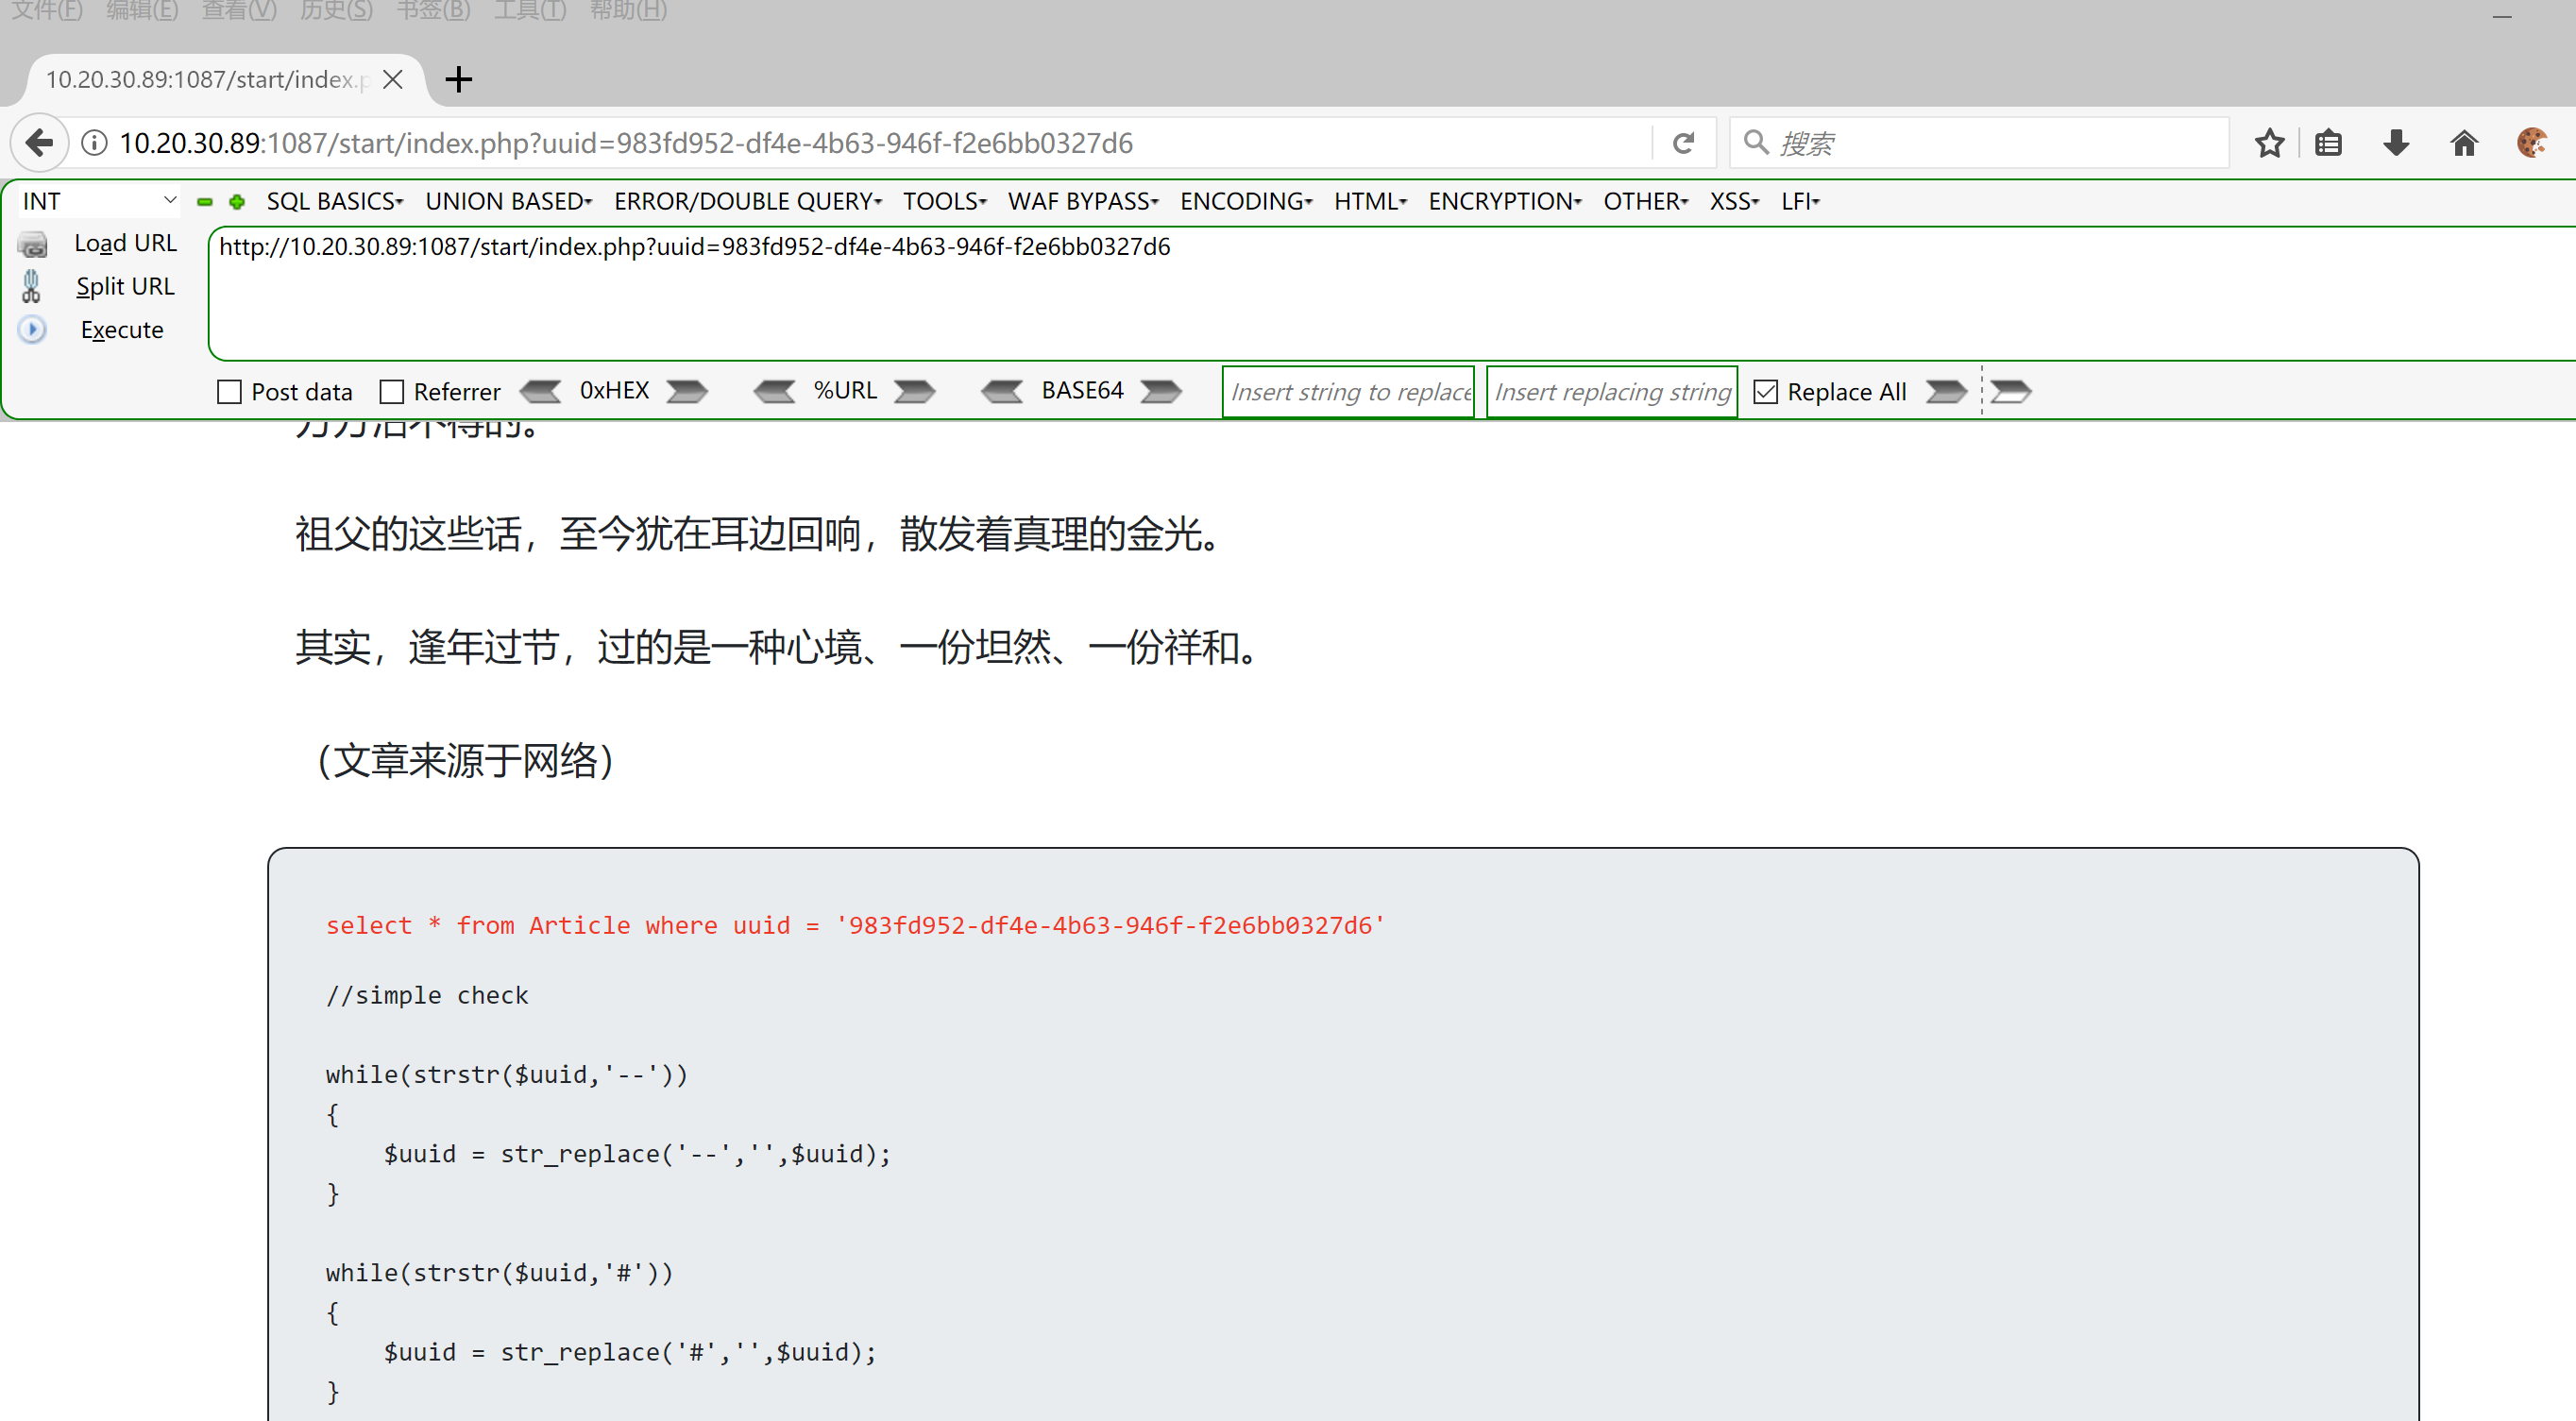 文件(F) 编辑(E) 查看(V) 历史(S) 书签(B) 工具(T) 帮助(H)
10.20.30.89:1087/start/index.p
10.20.30.89:1087/start/index.php?uuid=983fd952-df4e-4b63-946f-f2e6bb0327d6 搜索
INT SQL BASICS UNION BASED ERROR/DOUBLE QUERY TOOLS WAF BYPASS ENCODING HTML ENCRYPTION OTHER XSS LFI
Load URL http://10.20.30.89:1087/start/index.php?uuid=983fd952-df4e-4b63-946f-f2e6bb0327d6
Split URL
Execute
Post data Referrer 0xHEX %URL BASE64 Insert string to replace Insert replacing string Replace All
祖父的这些话，至今犹在耳边回响，散发着真理的金光。
其实，逢年过节，过的是一种心境、一份坦然、一份祥和。
（文章来源于网络）
select * from Article where uuid = '983fd952-df4e-4b63-946f-f2e6bb0327d6'
//simple check
while(strstr($uuid,'--'))
{
    $uuid = str_replace('--','',$uuid);
}
while(strstr($uuid,'#'))
{
    $uuid = str_replace('#','',$uuid);
}